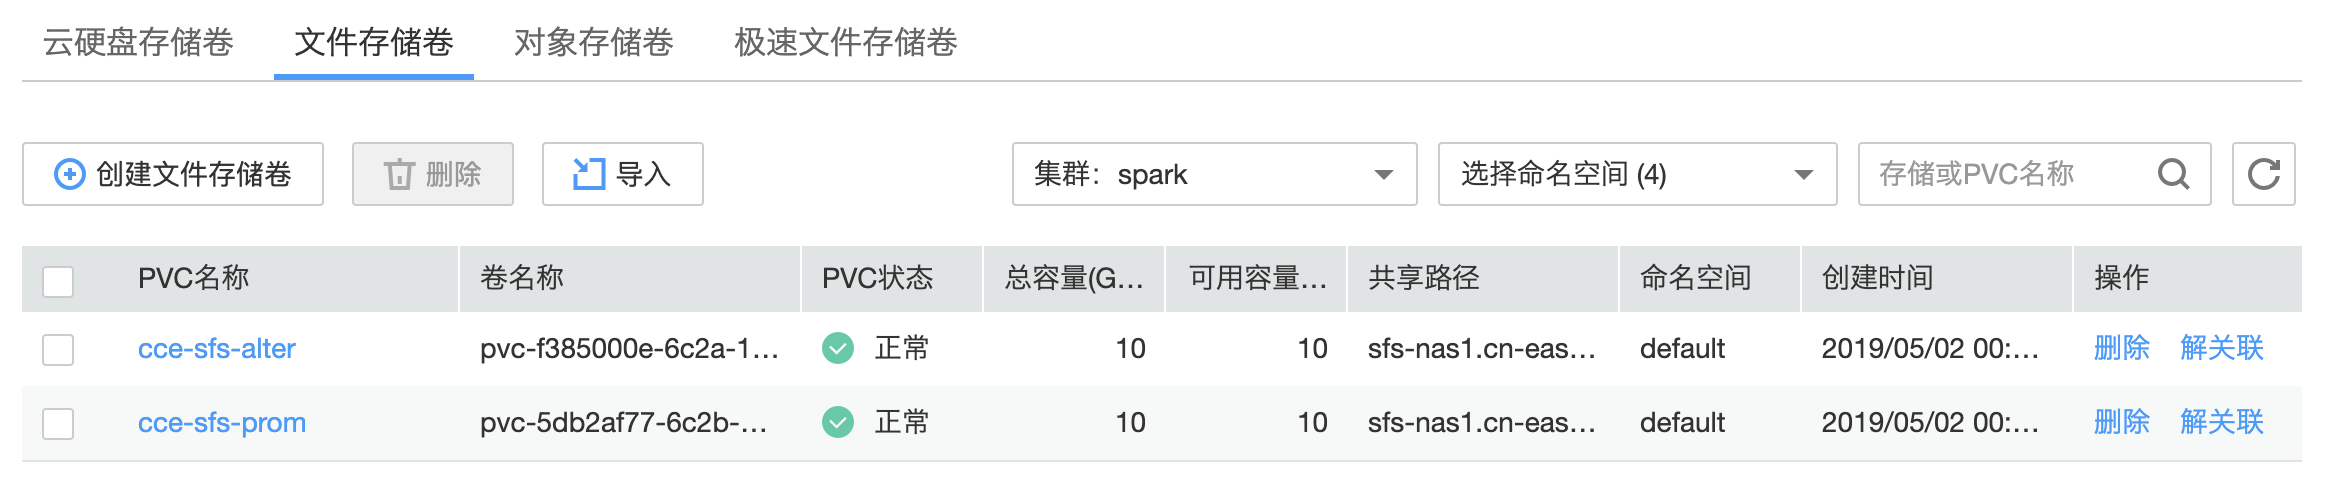 云硬盘存储卷 文件存储卷 对象存储卷 极速文件存储卷
创建文件存储卷 删除 导入 集群：spark 选择命名空间 (4) 存储或PVC名称
PVC名称 卷名称 PVC状态 总容量(G... 可用容量... 共享路径 命名空间 创建时间 操作
cce-sfs-alter pvc-f385000e-6c2a-1... 正常 10 10 sfs-nas1.cn-eas... default 2019/05/02 00:... 删除 解关联
cce-sfs-prom pvc-5db2af77-6c2b-... 正常 10 10 sfs-nas1.cn-eas... default 2019/05/02 00:... 删除 解关联